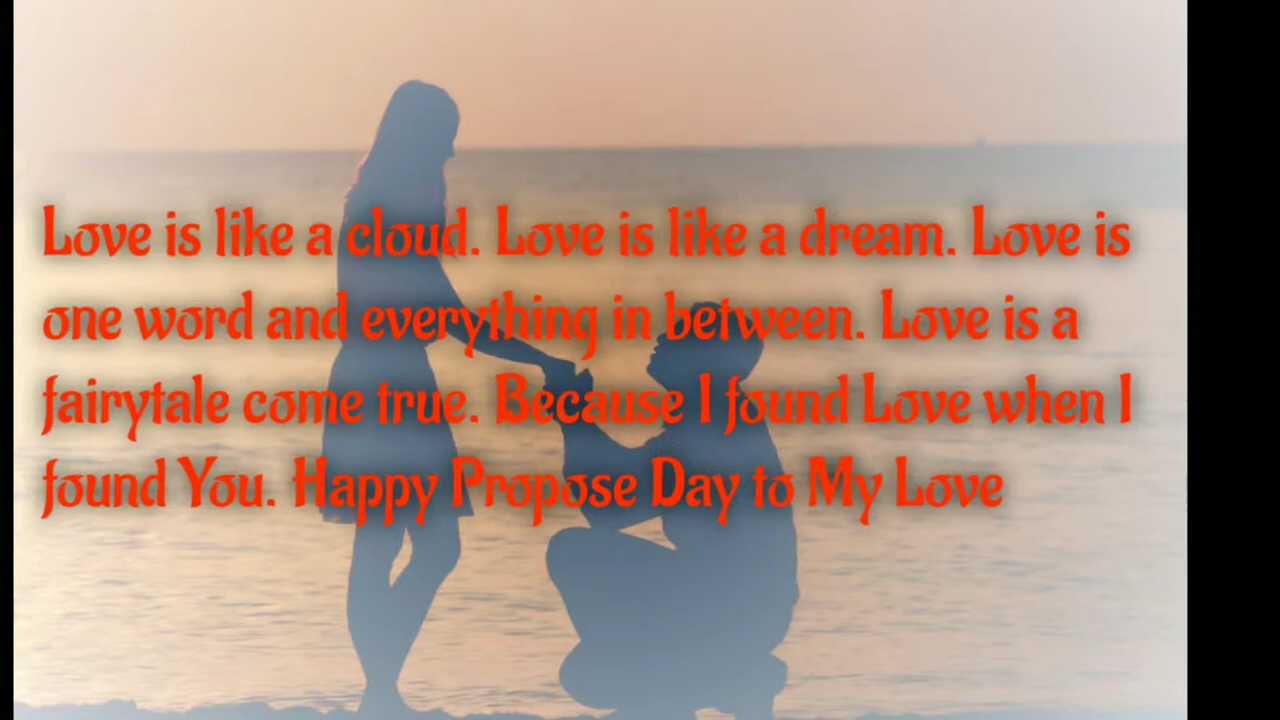 Love is like a cloud. Love is like a dream. Love is
one word and everything in between. Love is a
fairytale come true. Because I found Love when I
found You. Happy Propose Day to My Love